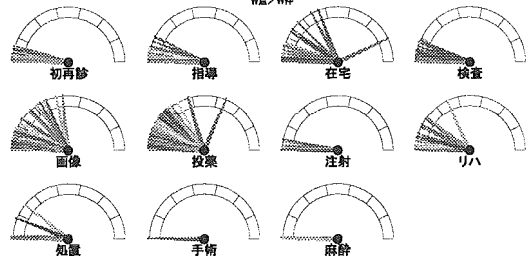 初再診 指導 在宅 検査
画像 投薬 注射 リハ
処置 手術 麻酔